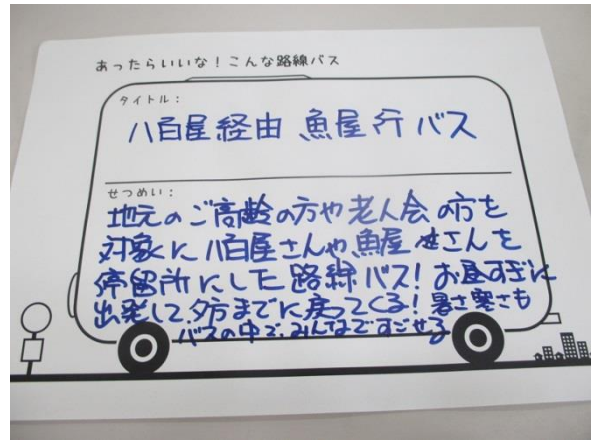 あったらいいな！こんな路線バス
タイトル：
八百屋経由 魚屋行バス
せつめい：
地元のご高齢の方や老人会の方を
対象に八百屋さんや、魚屋さんを
停留所にした路線バス！お昼すぎに
出発して、夕方までに戻ってくる！暑さ寒さも
バスの中で、みんなですごせる